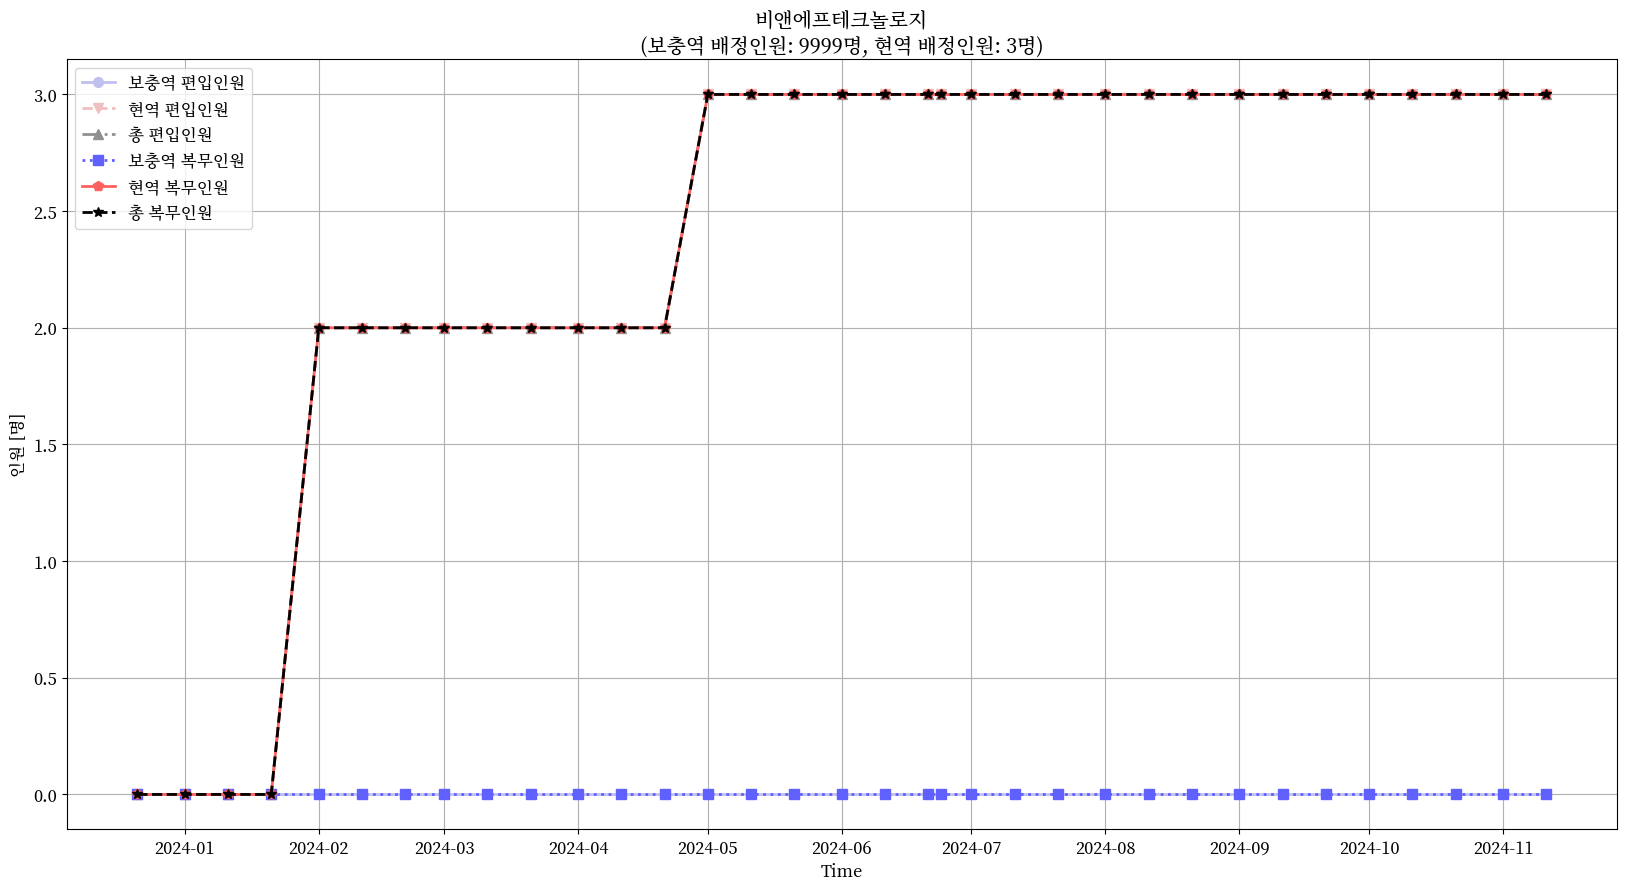 비앤에프테크놀로지
(보충역 배정인원: 9999명, 현역 배정인원: 3명)
보충역 편입인원
현역 편입인원
총 편입인원
보충역 복무인원
현역 복무인원
총 복무인원
3.0
2.5
2.0
1.5
1.0
0.5
0.0
인원 [명]
2024-01
2024-02
2024-03
2024-04
2024-05
2024-06
2024-07
2024-08
2024-09
2024-10
2024-11
Time